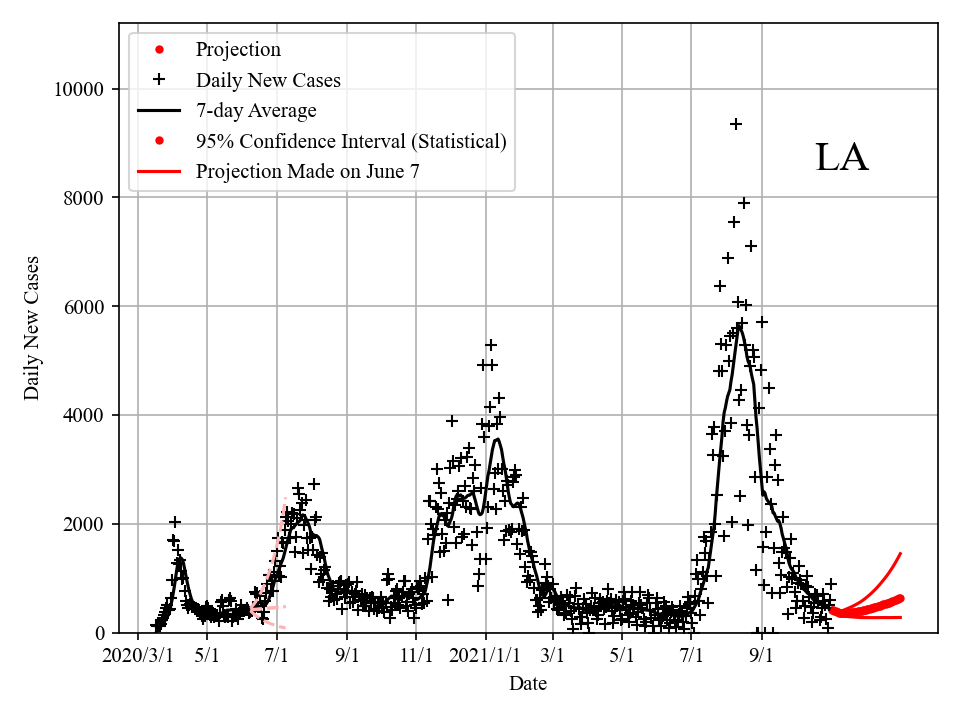 Projection
Daily New Cases
7-day Average
95% Confidence Interval (Statistical)
Projection Made on June 7
LA
10000
8000
6000
4000
2000
0
Daily New Cases
2020/3/1 5/1 7/1 9/1 11/1 2021/1/1 3/1 5/1 7/1 9/1
Date